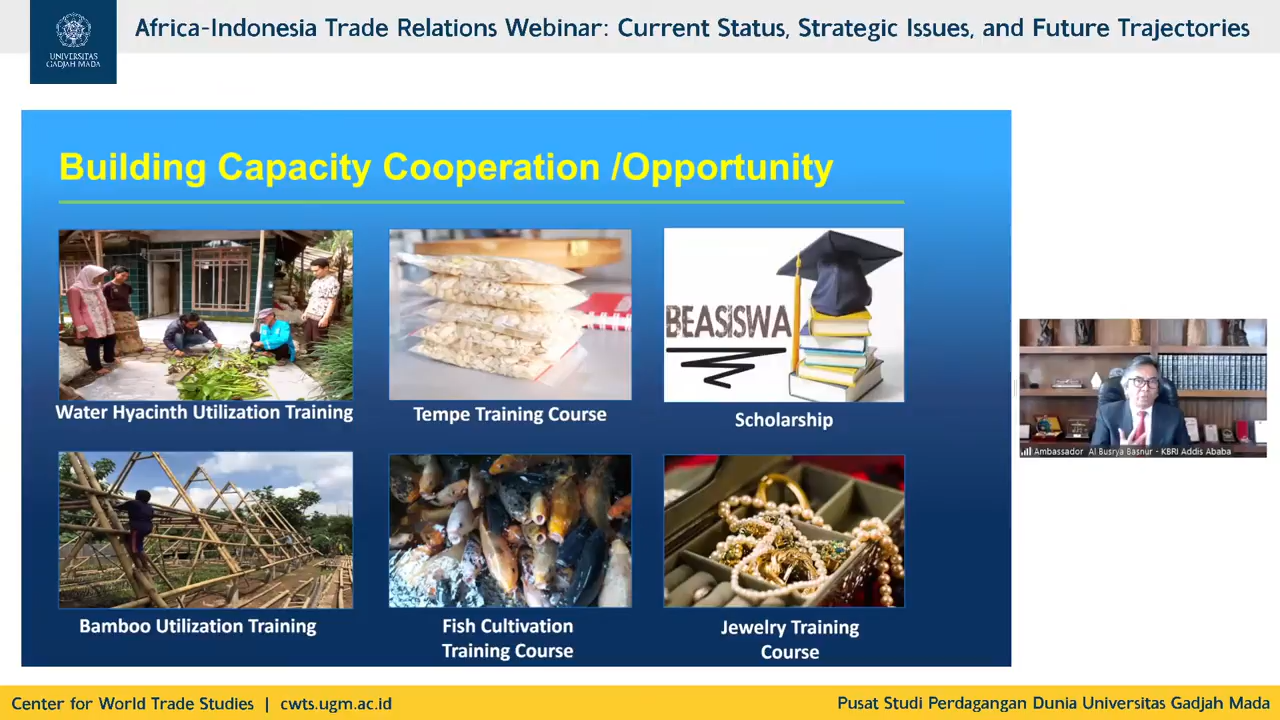 Africa-Indonesia Trade Relations Webinar: Current Status, Strategic Issues, and Future Trajectories
UNIVERSITAS
GADJAH MADA
Building Capacity Cooperation /Opportunity
BEASISWA
Water Hyacinth Utilization Training
Tempe Training Course
Scholarship
Bamboo Utilization Training
Fish Cultivation
Training Course
Jewelry Training
Course
Ambassador Al Busrya Basnur - KBRI Addis Ababa
Center for World Trade Studies | cwts.ugm.ac.id
Pusat Studi Perdagangan Dunia Universitas Gadjah Mada